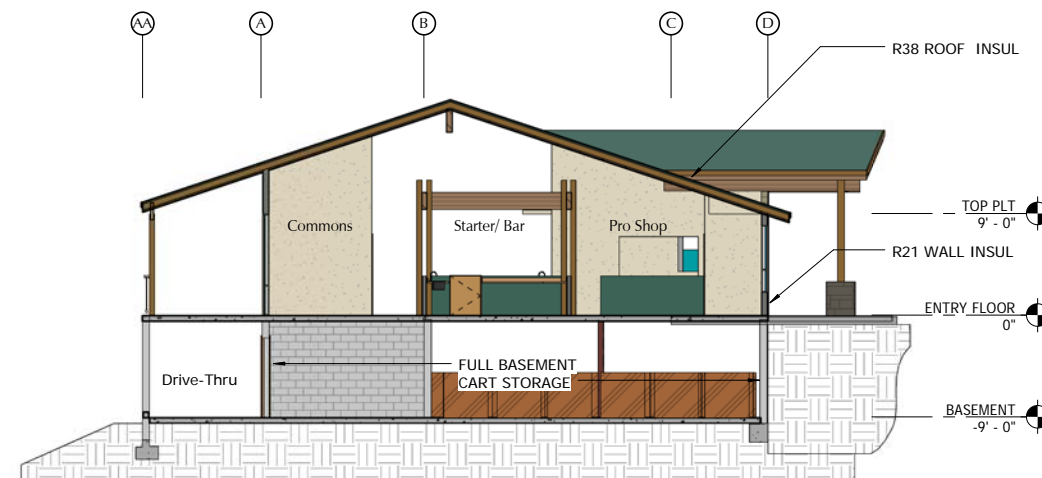 AA A B C D
R38 ROOF INSUL
TOP PLT
9' - 0"
Commons Starter/ Bar Pro Shop
R21 WALL INSUL
ENTRY FLOOR
0"
FULL BASEMENT
CART STORAGE
Drive-Thru
BASEMENT
-9' - 0"